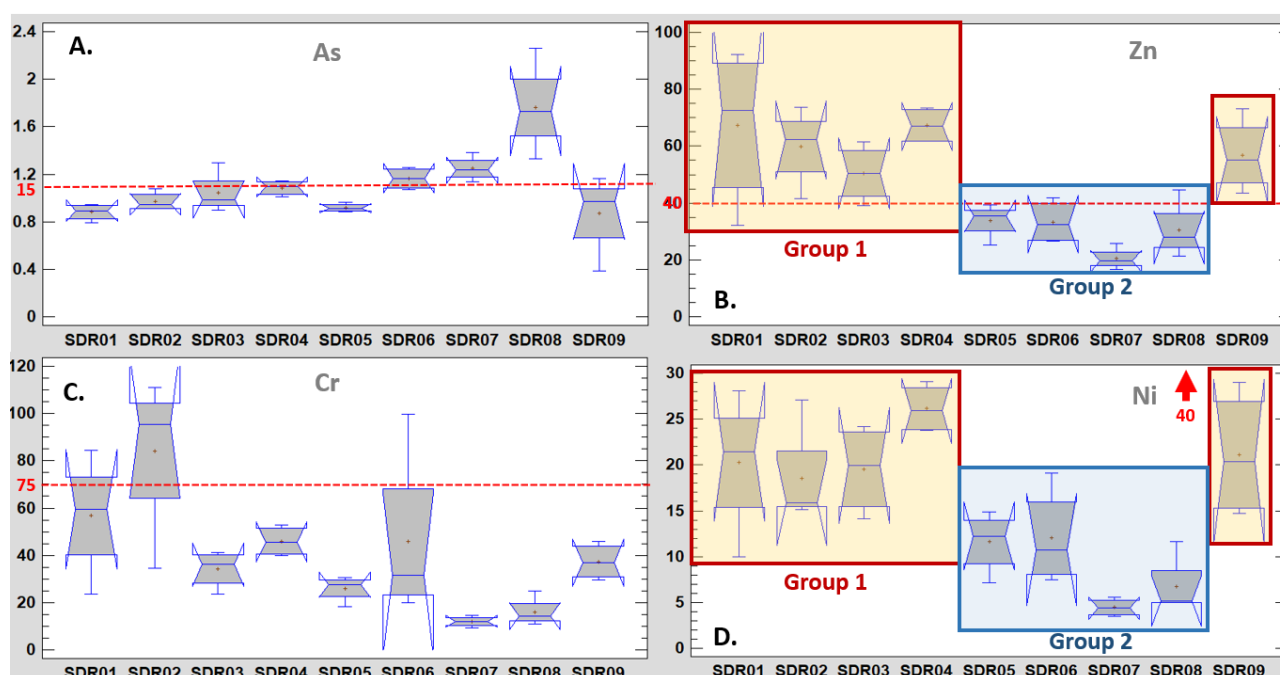 A.
As
2.4
2
1.6
1.2
15
0.8
0.4
0
SDR01 SDR02 SDR03 SDR04 SDR05 SDR06 SDR07 SDR08 SDR09
Zn
100
80
60
40
20
0
Group 1
Group 2
B.
SDR01 SDR02 SDR03 SDR04 SDR05 SDR06 SDR07 SDR08 SDR09
C.
Cr
120
100
80
75
60
40
20
0
SDR01 SDR02 SDR03 SDR04 SDR05 SDR06 SDR07 SDR08 SDR09
Ni
40
30
25
20
15
10
5
0
Group 1
Group 2
D.
SDR01 SDR02 SDR03 SDR04 SDR05 SDR06 SDR07 SDR08 SDR09